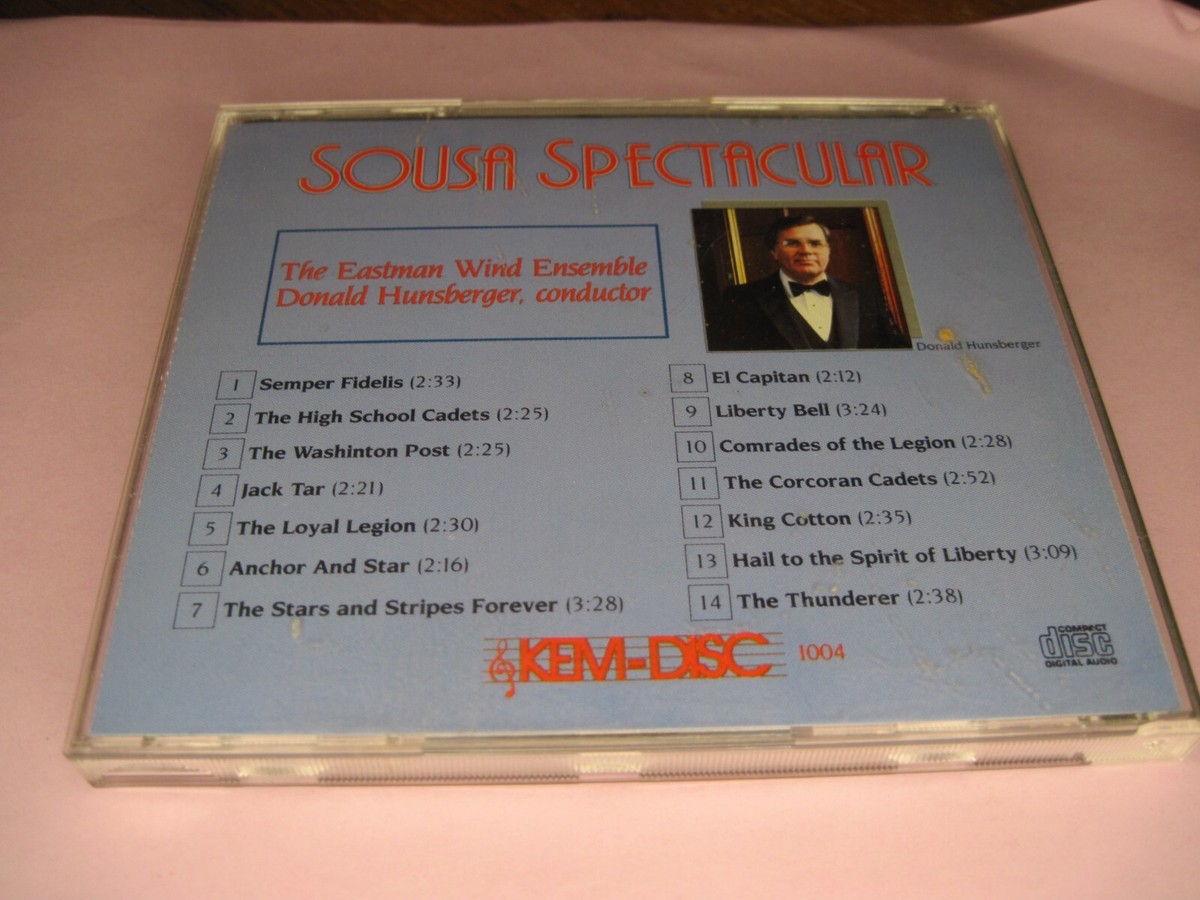 SOUSA SPECTACULAR
The Eastman Wind Ensemble
Donald Hunsberger, conductor
Donald Hunsberger
1 Semper Fidelis (2:33)
2 The High School Cadets (2:25)
3 The Washinton Post (2:25)
4 Jack Tar (2:21)
5 The Loyal Legion (2:30)
6 Anchor And Star (2:16)
7 The Stars and Stripes Forever (3:28)
8 El Capitan (2:12)
9 Liberty Bell (3:24)
10 Comrades of the Legion (2:28)
11 The Corcoran Cadets (2:52)
12 King Cotton (2:35)
13 Hail to the Spirit of Liberty (3:09)
14 The Thunderer (2:38)
KEM-DISC 1004
COMPACT
disc
DIGITAL AUDIO